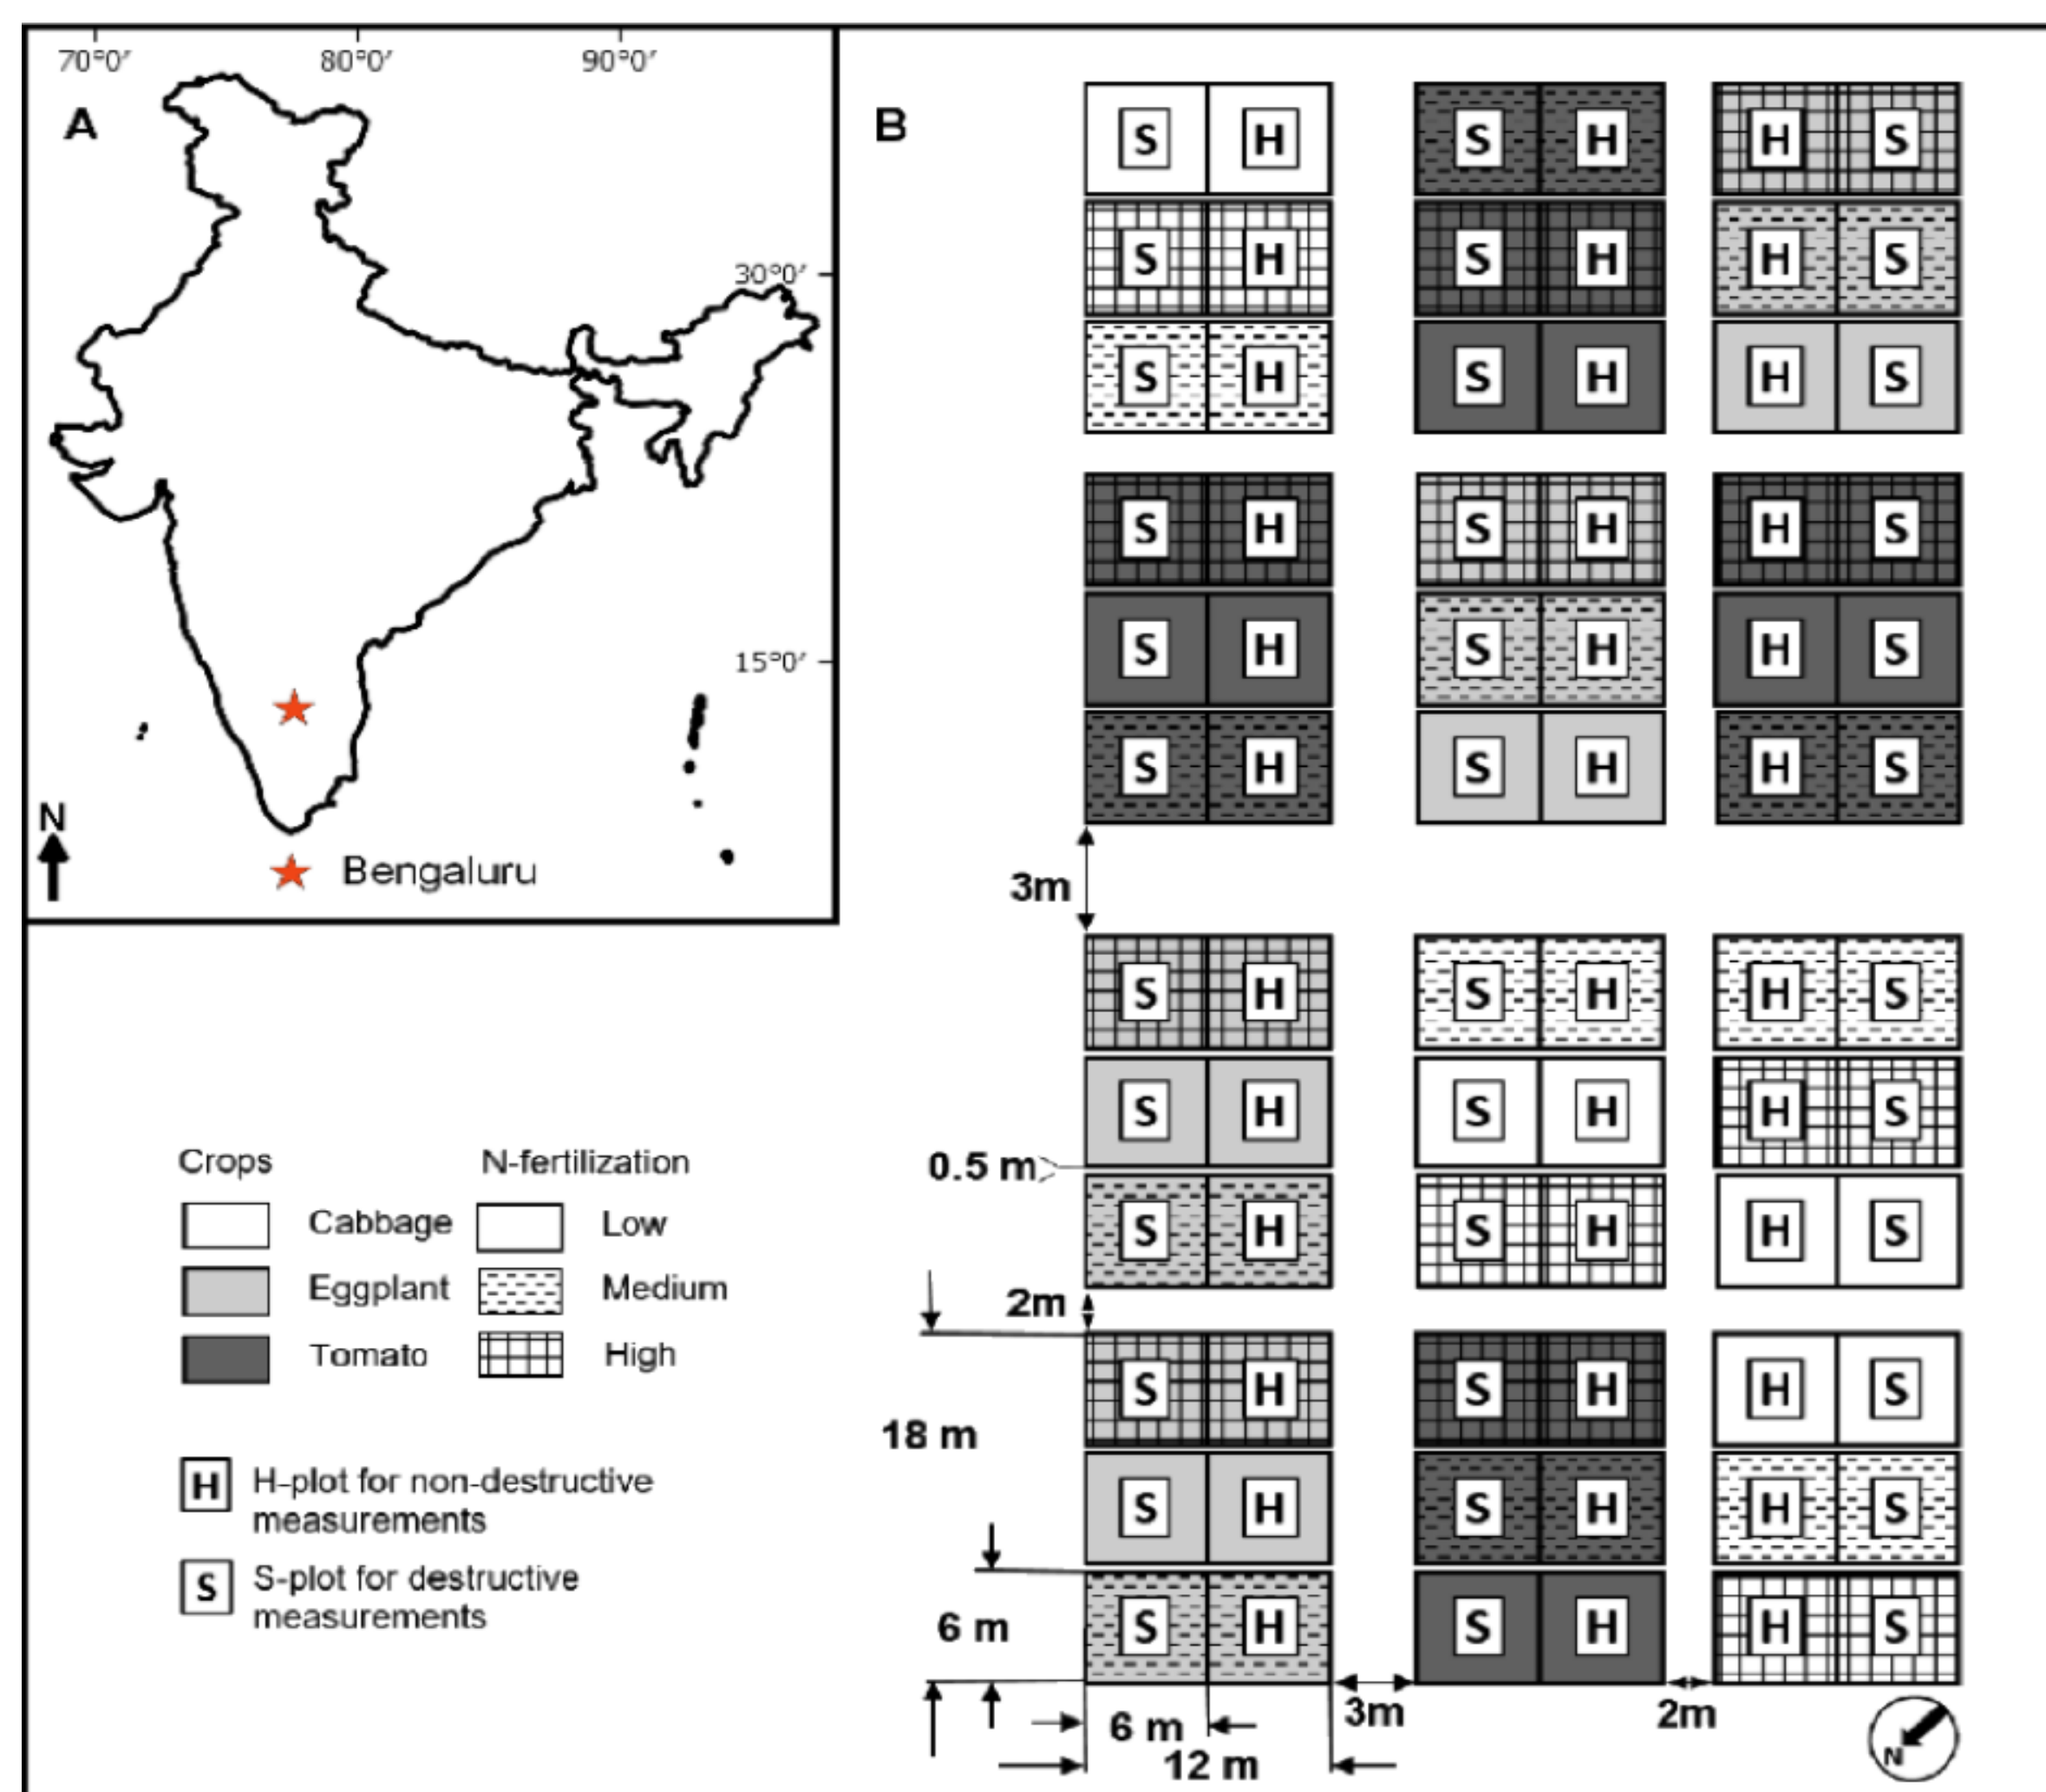 70°0′ 80°0′ 90°0′
A
30°0′
15°0′
N
Bengaluru
B
S H S H H S
S H S H H S
S H S H H S
S H S H H S
S H S H H S
S H S H H S
3m
S H S H H S
S H S H H S
0.5 m
S H S H H S
2m
S H S H H S
18 m
S H S H H S
6 m
S H S H H S
6 m
12 m
3m
2m
N
Crops N-fertilization
Cabbage Low
Eggplant Medium
Tomato High
H H-plot for non-destructive
measurements
S S-plot for destructive
measurements